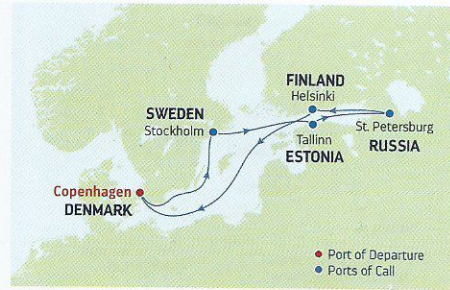 FINLAND
Helsinki
SWEDEN
Stockholm
St. Petersburg
RUSSIA
Tallinn
ESTONIA
Copenhagen
DENMARK
Port of Departure
Ports of Call